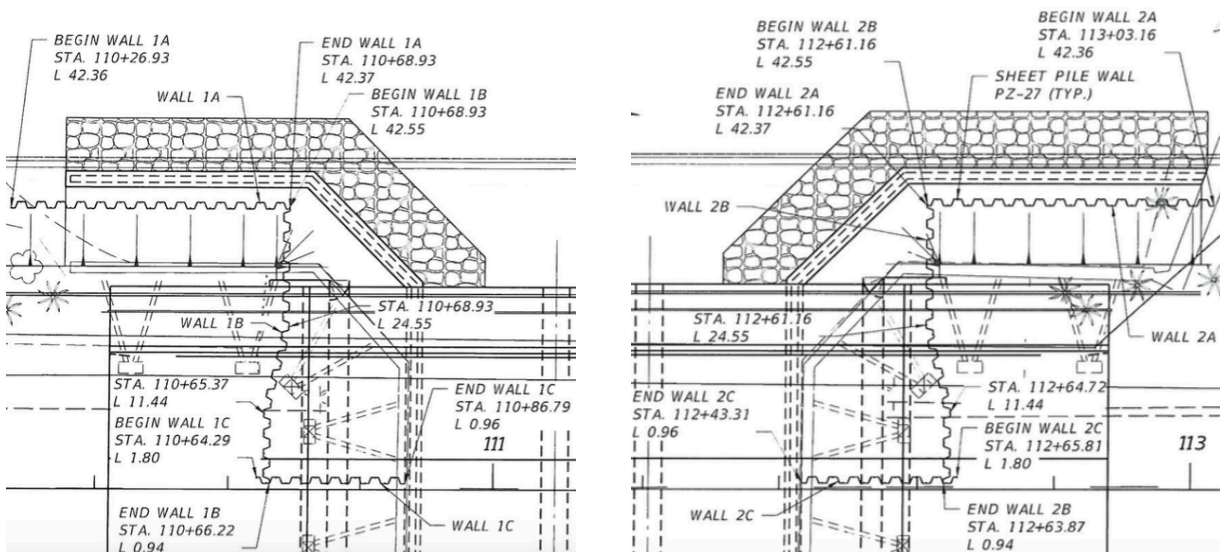 BEGIN WALL 1A
STA. 110+26.93
L 42.36
END WALL 1A
STA. 110+68.93
L 42.37
WALL 1A
BEGIN WALL 1B
STA. 110+68.93
L 42.55
STA. 110+68.93
L 24.55
WALL 1B
STA. 110+65.37
L 11.44
BEGIN WALL 1C
STA. 110+64.29
L 1.80
END WALL 1C
STA. 110+86.79
L 0.96
111
END WALL 1B
STA. 110+66.22
L 0.94
WALL 1C
BEGIN WALL 2B
STA. 112+61.16
L 42.55
BEGIN WALL 2A
STA. 113+03.16
L 42.36
END WALL 2A
STA. 112+61.16
L 42.37
SHEET PILE WALL
PZ-27 (TYP.)
WALL 2B
STA. 112+61.16
L 24.55
WALL 2A
END WALL 2C
STA. 112+43.31
L 0.96
STA. 112+64.72
L 11.44
BEGIN WALL 2C
STA. 112+65.81
L 1.80
113
WALL 2C
END WALL 2B
STA. 112+63.87
L 0.94